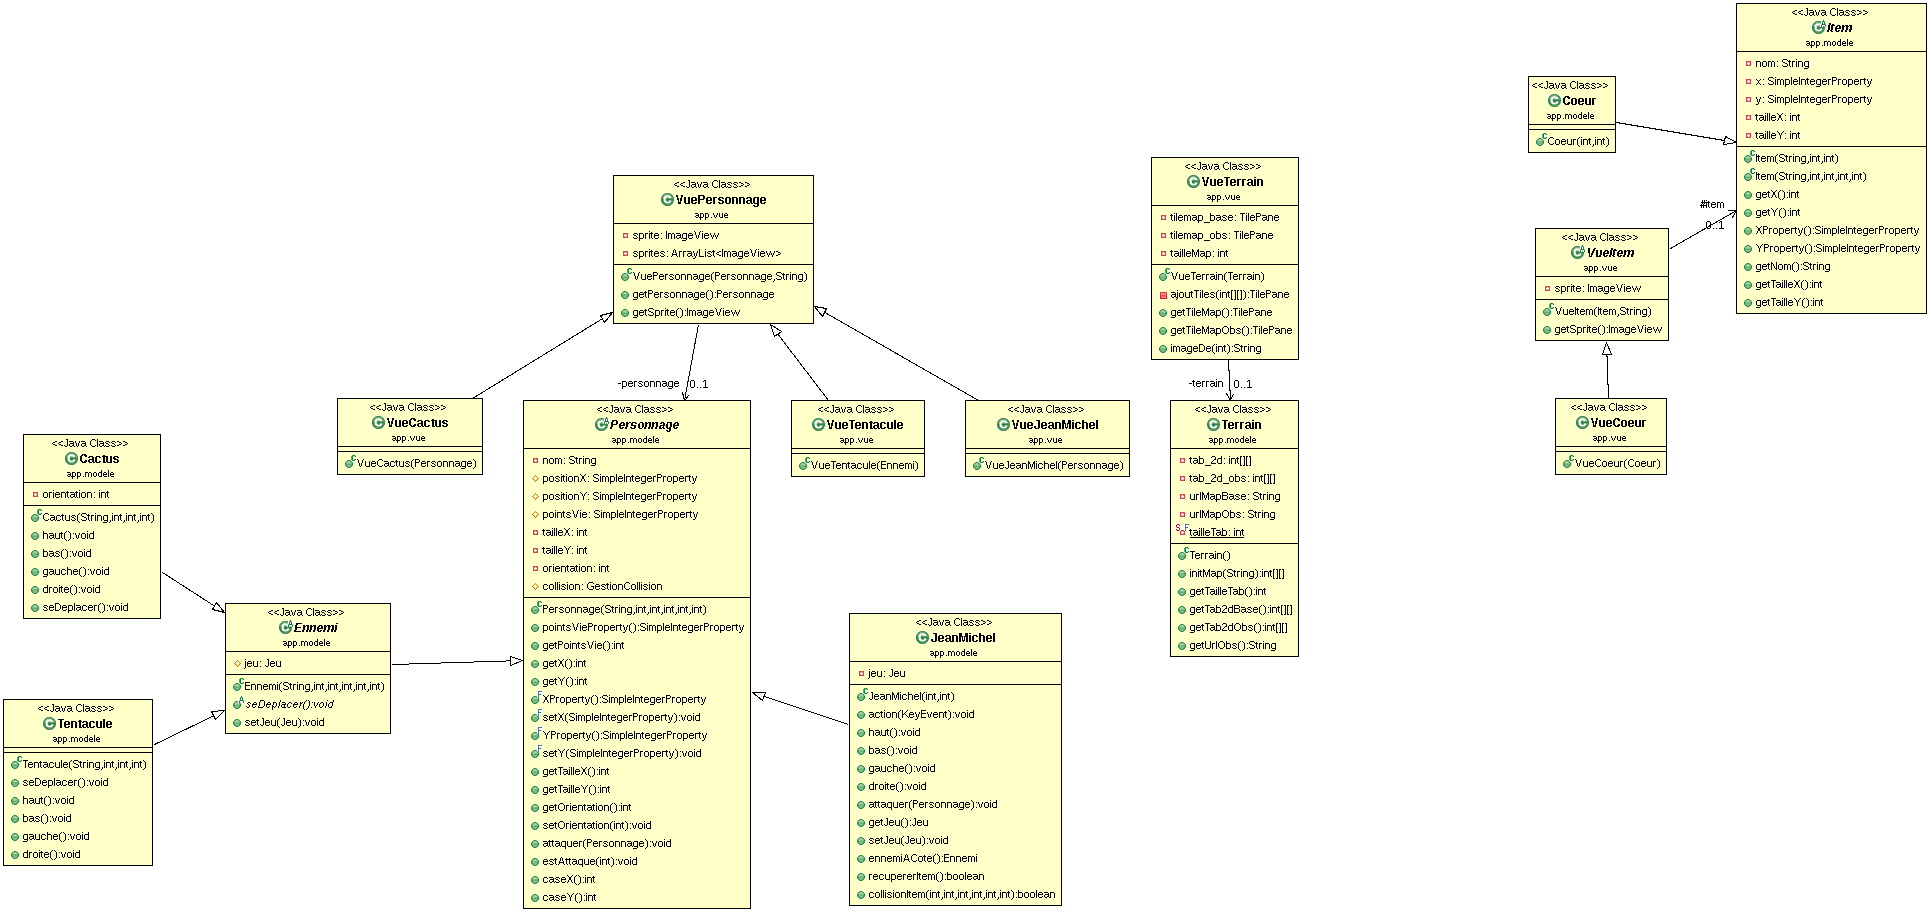 <<Java Class>>
Item
app.modele
nom: String
x: SimpleIntegerProperty
y: SimpleIntegerProperty
tailleX: int
tailleY: int
Item(String,int,int)
Item(String,int,int,int,int)
getX():int
getY():int
XProperty():SimpleIntegerProperty
YProperty():SimpleIntegerProperty
getNom():String
getTailleX():int
getTailleY():int
<<Java Class>>
Coeur
app.modele
Coeur(int,int)
#item
0..1
<<Java Class>>
VueItem
app.vue
sprite: ImageView
VueItem(Item,String)
getSprite():ImageView
<<Java Class>>
VueCoeur
app.vue
VueCoeur(Coeur)
<<Java Class>>
VueTerrain
app.vue
tilemap_base: TilePane
tilemap_obs: TilePane
tailleMap: int
VueTerrain(Terrain)
ajoutTiles(int[][]):TilePane
getTileMap():TilePane
getTileMapObs():TilePane
imageDe(int):String
-terrain
0..1
<<Java Class>>
Terrain
app.modele
tab_2d: int[][]
tab_2d_obs: int[][]
urlMapBase: String
urlMapObs: String
tailleTab: int
Terrain()
initMap(String):int[][]
getTailleTab():int
getTab2dBase():int[][]
getTab2dObs():int[][]
getUrlObs():String
<<Java Class>>
VuePersonnage
app.vue
sprite: ImageView
sprites: ArrayList<ImageView>
VuePersonnage(Personnage,String)
getPersonnage():Personnage
getSprite():ImageView
-personnage
0..1
<<Java Class>>
VueCactus
app.vue
VueCactus(Personnage)
<<Java Class>>
Personnage
app.modele
nom: String
positionX: SimpleIntegerProperty
positionY: SimpleIntegerProperty
pointsVie: SimpleIntegerProperty
tailleX: int
tailleY: int
orientation: int
collision: GestionCollision
Personnage(String,int,int,int,int,int)
pointsVieProperty():SimpleIntegerProperty
getPointsVie():int
getX():int
getY():int
XProperty():SimpleIntegerProperty
setX(SimpleIntegerProperty):void
YProperty():SimpleIntegerProperty
setY(SimpleIntegerProperty):void
getTailleX():int
getTailleY():int
getOrientation():int
setOrientation(int):void
attaquer(Personnage):void
estAttaque(int):void
caseX():int
caseY():int
<<Java Class>>
VueTentacule
app.vue
VueTentacule(Ennemi)
<<Java Class>>
VueJeanMichel
app.vue
VueJeanMichel(Personnage)
<<Java Class>>
Cactus
app.modele
orientation: int
Cactus(String,int,int,int)
haut():void
bas():void
gauche():void
droite():void
seDeplacer():void
<<Java Class>>
Ennemi
app.modele
jeu: Jeu
Ennemi(String,int,int,int,int,int)
seDeplacer():void
setJeu(Jeu):void
<<Java Class>>
Tentacule
app.modele
Tentacule(String,int,int,int)
seDeplacer():void
haut():void
bas():void
gauche():void
droite():void
<<Java Class>>
JeanMichel
app.modele
jeu: Jeu
JeanMichel(int,int)
action(KeyEvent):void
haut():void
bas():void
gauche():void
droite():void
attaquer(Personnage):void
getJeu():Jeu
setJeu(Jeu):void
ennemiACote():Ennemi
recupererItem():boolean
collisionItem(int,int,int,int,int,int):boolean